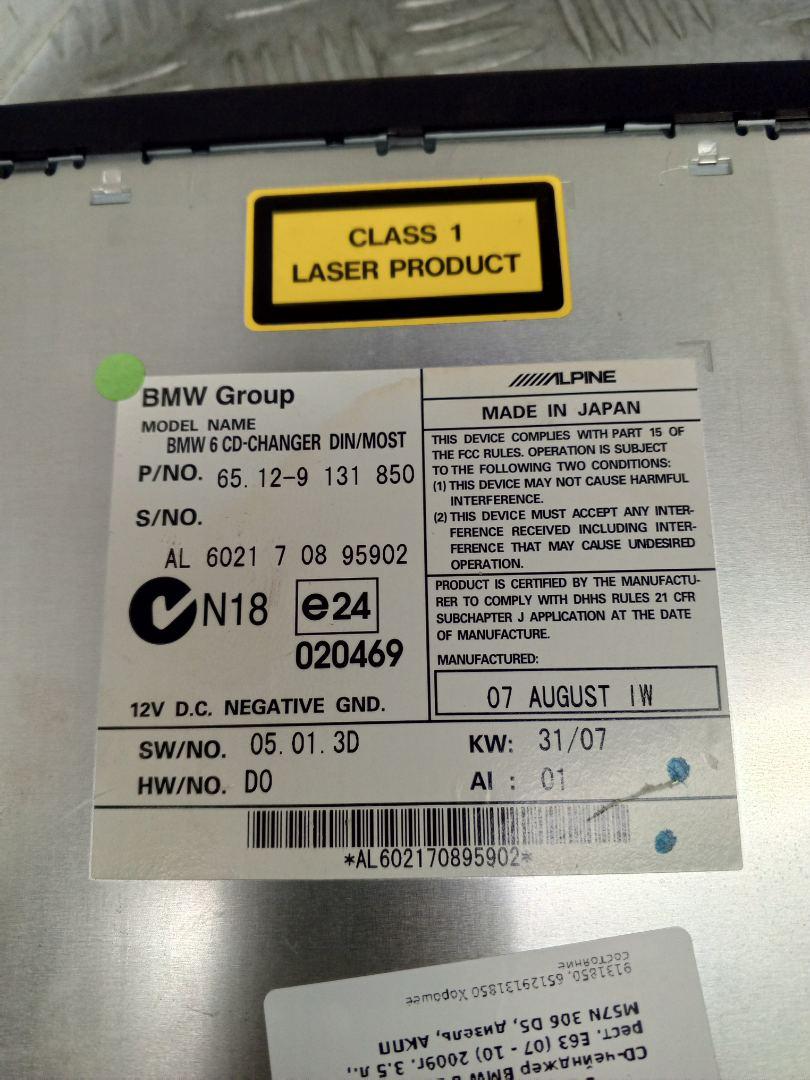 CLASS 1
LASER PRODUCT
BMW Group
MODEL NAME
BMW 6 CD-CHANGER DIN/MOST
P/NO. 65.12-9 131 850
S/NO.
AL 6021 7 08 95902
N18 e24
020469
12V D.C. NEGATIVE GND.
ALPINE
MADE IN JAPAN
THIS DEVICE COMPLIES WITH PART 15 OF
THE FCC RULES. OPERATION IS SUBJECT
TO THE FOLLOWING TWO CONDITIONS:
(1) THIS DEVICE MAY NOT CAUSE HARMFUL
INTERFERENCE.
(2) THIS DEVICE MUST ACCEPT ANY INTER-
FERENCE RECEIVED INCLUDING INTER-
FERENCE THAT MAY CAUSE UNDESIRED
OPERATION.
PRODUCT IS CERTIFIED BY THE MANUFACTU-
RER TO COMPLY WITH DHHS RULES 21 CFR
SUBCHAPTER J APPLICATION AT THE DATE
OF MANUFACTURE.
MANUFACTURED:
07 AUGUST 1W
SW/NO. 05.01.3D KW: 31/07
HW/NO. D0 AI : 01
*AL602170895902*
CD-чейнджер BMW
рест. E63 (07 - 10) 2009г. 3.5 л.,
M57N 306 D5, дизель, АКПП
9131850, 65129131850 Хорошее
состояние